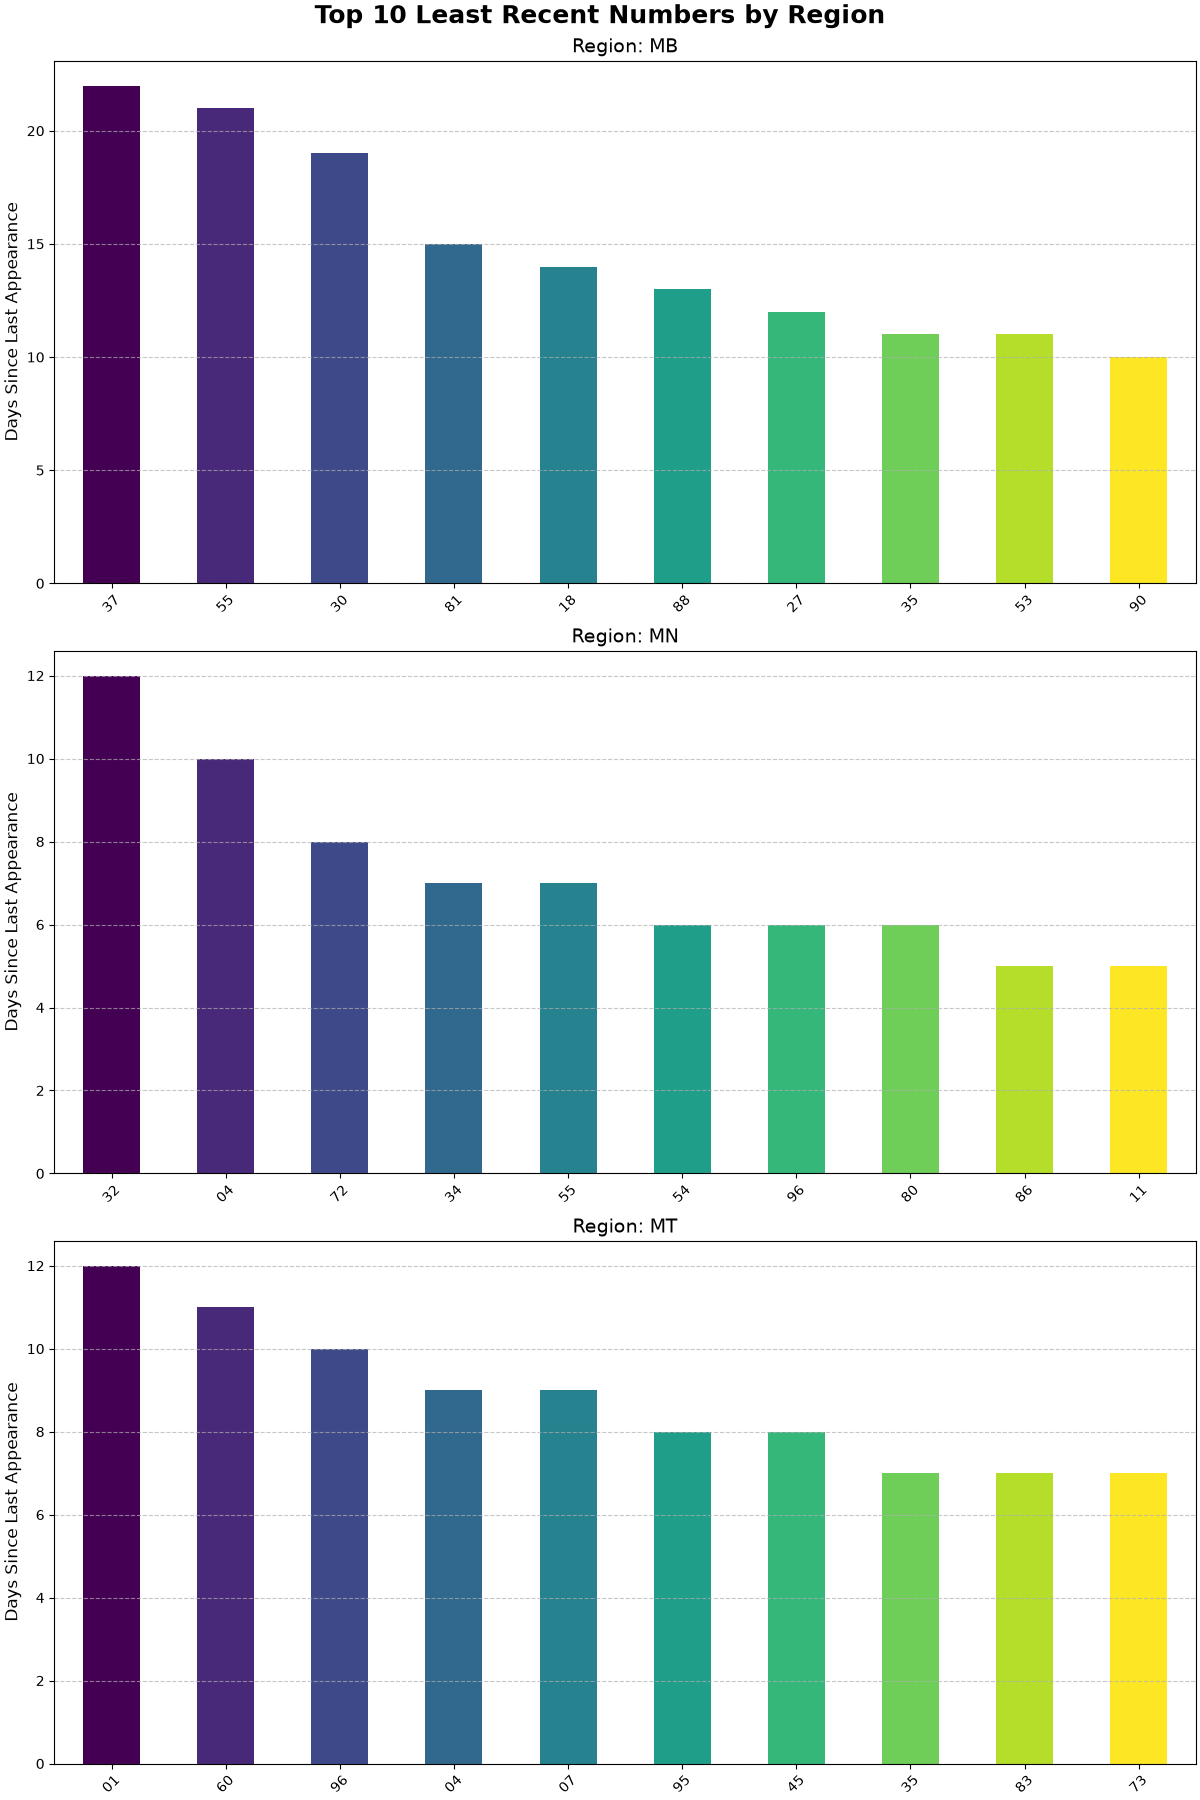 Top 10 Least Recent Numbers by Region
Region: MB
Days Since Last Appearance
20
15
10
5
0
37 55 30 81 18 88 27 35 53 90
Region: MN
Days Since Last Appearance
12
10
8
6
4
2
0
32 04 72 34 55 54 96 80 86 11
Region: MT
Days Since Last Appearance
12
10
8
6
4
2
0
01 60 96 04 07 95 45 35 83 73